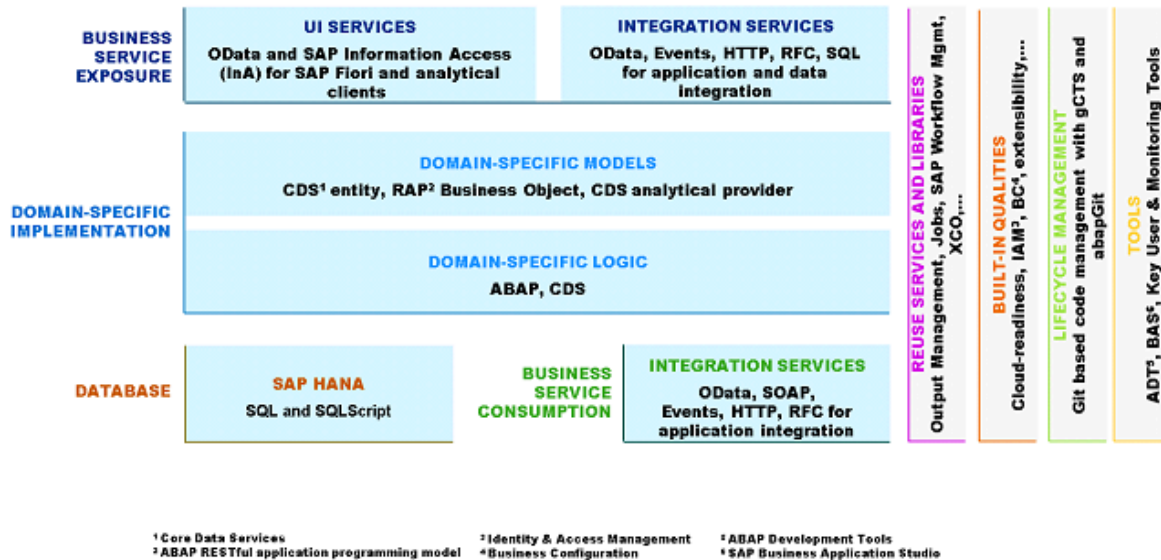 BUSINESS
SERVICE
EXPOSURE
UI SERVICES
OData and SAP Information Access
(InA) for SAP Fiori and analytical
clients
INTEGRATION SERVICES
OData, Events, HTTP, RFC, SQL
for application and data
integration
DOMAIN-SPECIFIC
IMPLEMENTATION
DOMAIN-SPECIFIC MODELS
CDS¹ entity, RAP² Business Object, CDS analytical provider
DOMAIN-SPECIFIC LOGIC
ABAP, CDS
DATABASE
SAP HANA
SQL and SQLScript
BUSINESS
SERVICE
CONSUMPTION
INTEGRATION SERVICES
OData, SOAP,
Events, HTTP, RFC for
application integration
REUSE SERVICES AND LIBRARIES
Output Management, Jobs, SAP Workflow Mgmt,
XCO,...
BUILT-IN QUALITIES
Cloud-readiness, IAM³, BC⁴, extensibility,...
LIFECYCLE MANAGEMENT
Git based code management with gCTS and
abapGit
TOOLS
ADT⁵, BAS⁶, Key User & Monitoring Tools
¹ Core Data Services
² ABAP RESTful application programming model
³ Identity & Access Management
⁴ Business Configuration
⁵ ABAP Development Tools
⁶ SAP Business Application Studio